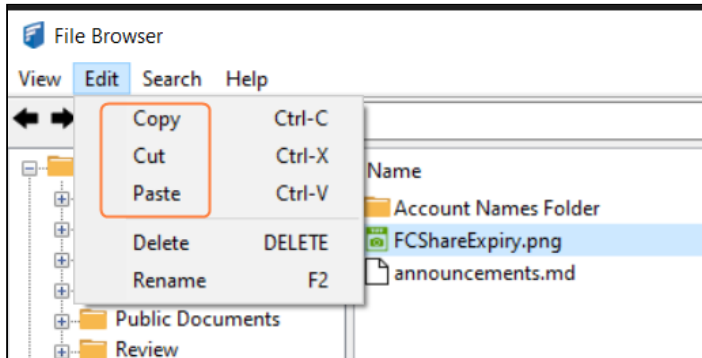 File Browser
View Edit Search Help
Copy Ctrl-C
Cut Ctrl-X
Paste Ctrl-V
Delete DELETE
Rename F2
Public Documents
Review
Name
Account Names Folder
FCShareExpiry.png
announcements.md